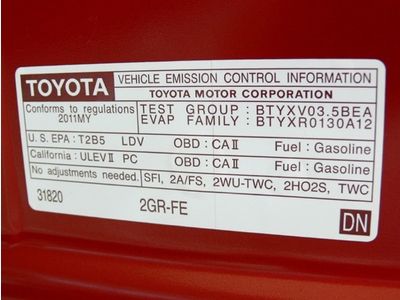 TOYOTA VEHICLE EMISSION CONTROL INFORMATION
TOYOTA MOTOR CORPORATION
Conforms to regulations TEST GROUP : BTYXV03.5BEA
2011MY EVAP FAMILY : BTYXR0130A12
U.S. EPA : T2B5 LDV OBD : CAII Fuel : Gasoline
California : ULEVII PC OBD : CAII Fuel : Gasoline
No adjustments needed. SFI, 2A/FS, 2WU-TWC, 2HO2S, TWC
31820 2GR-FE
DN